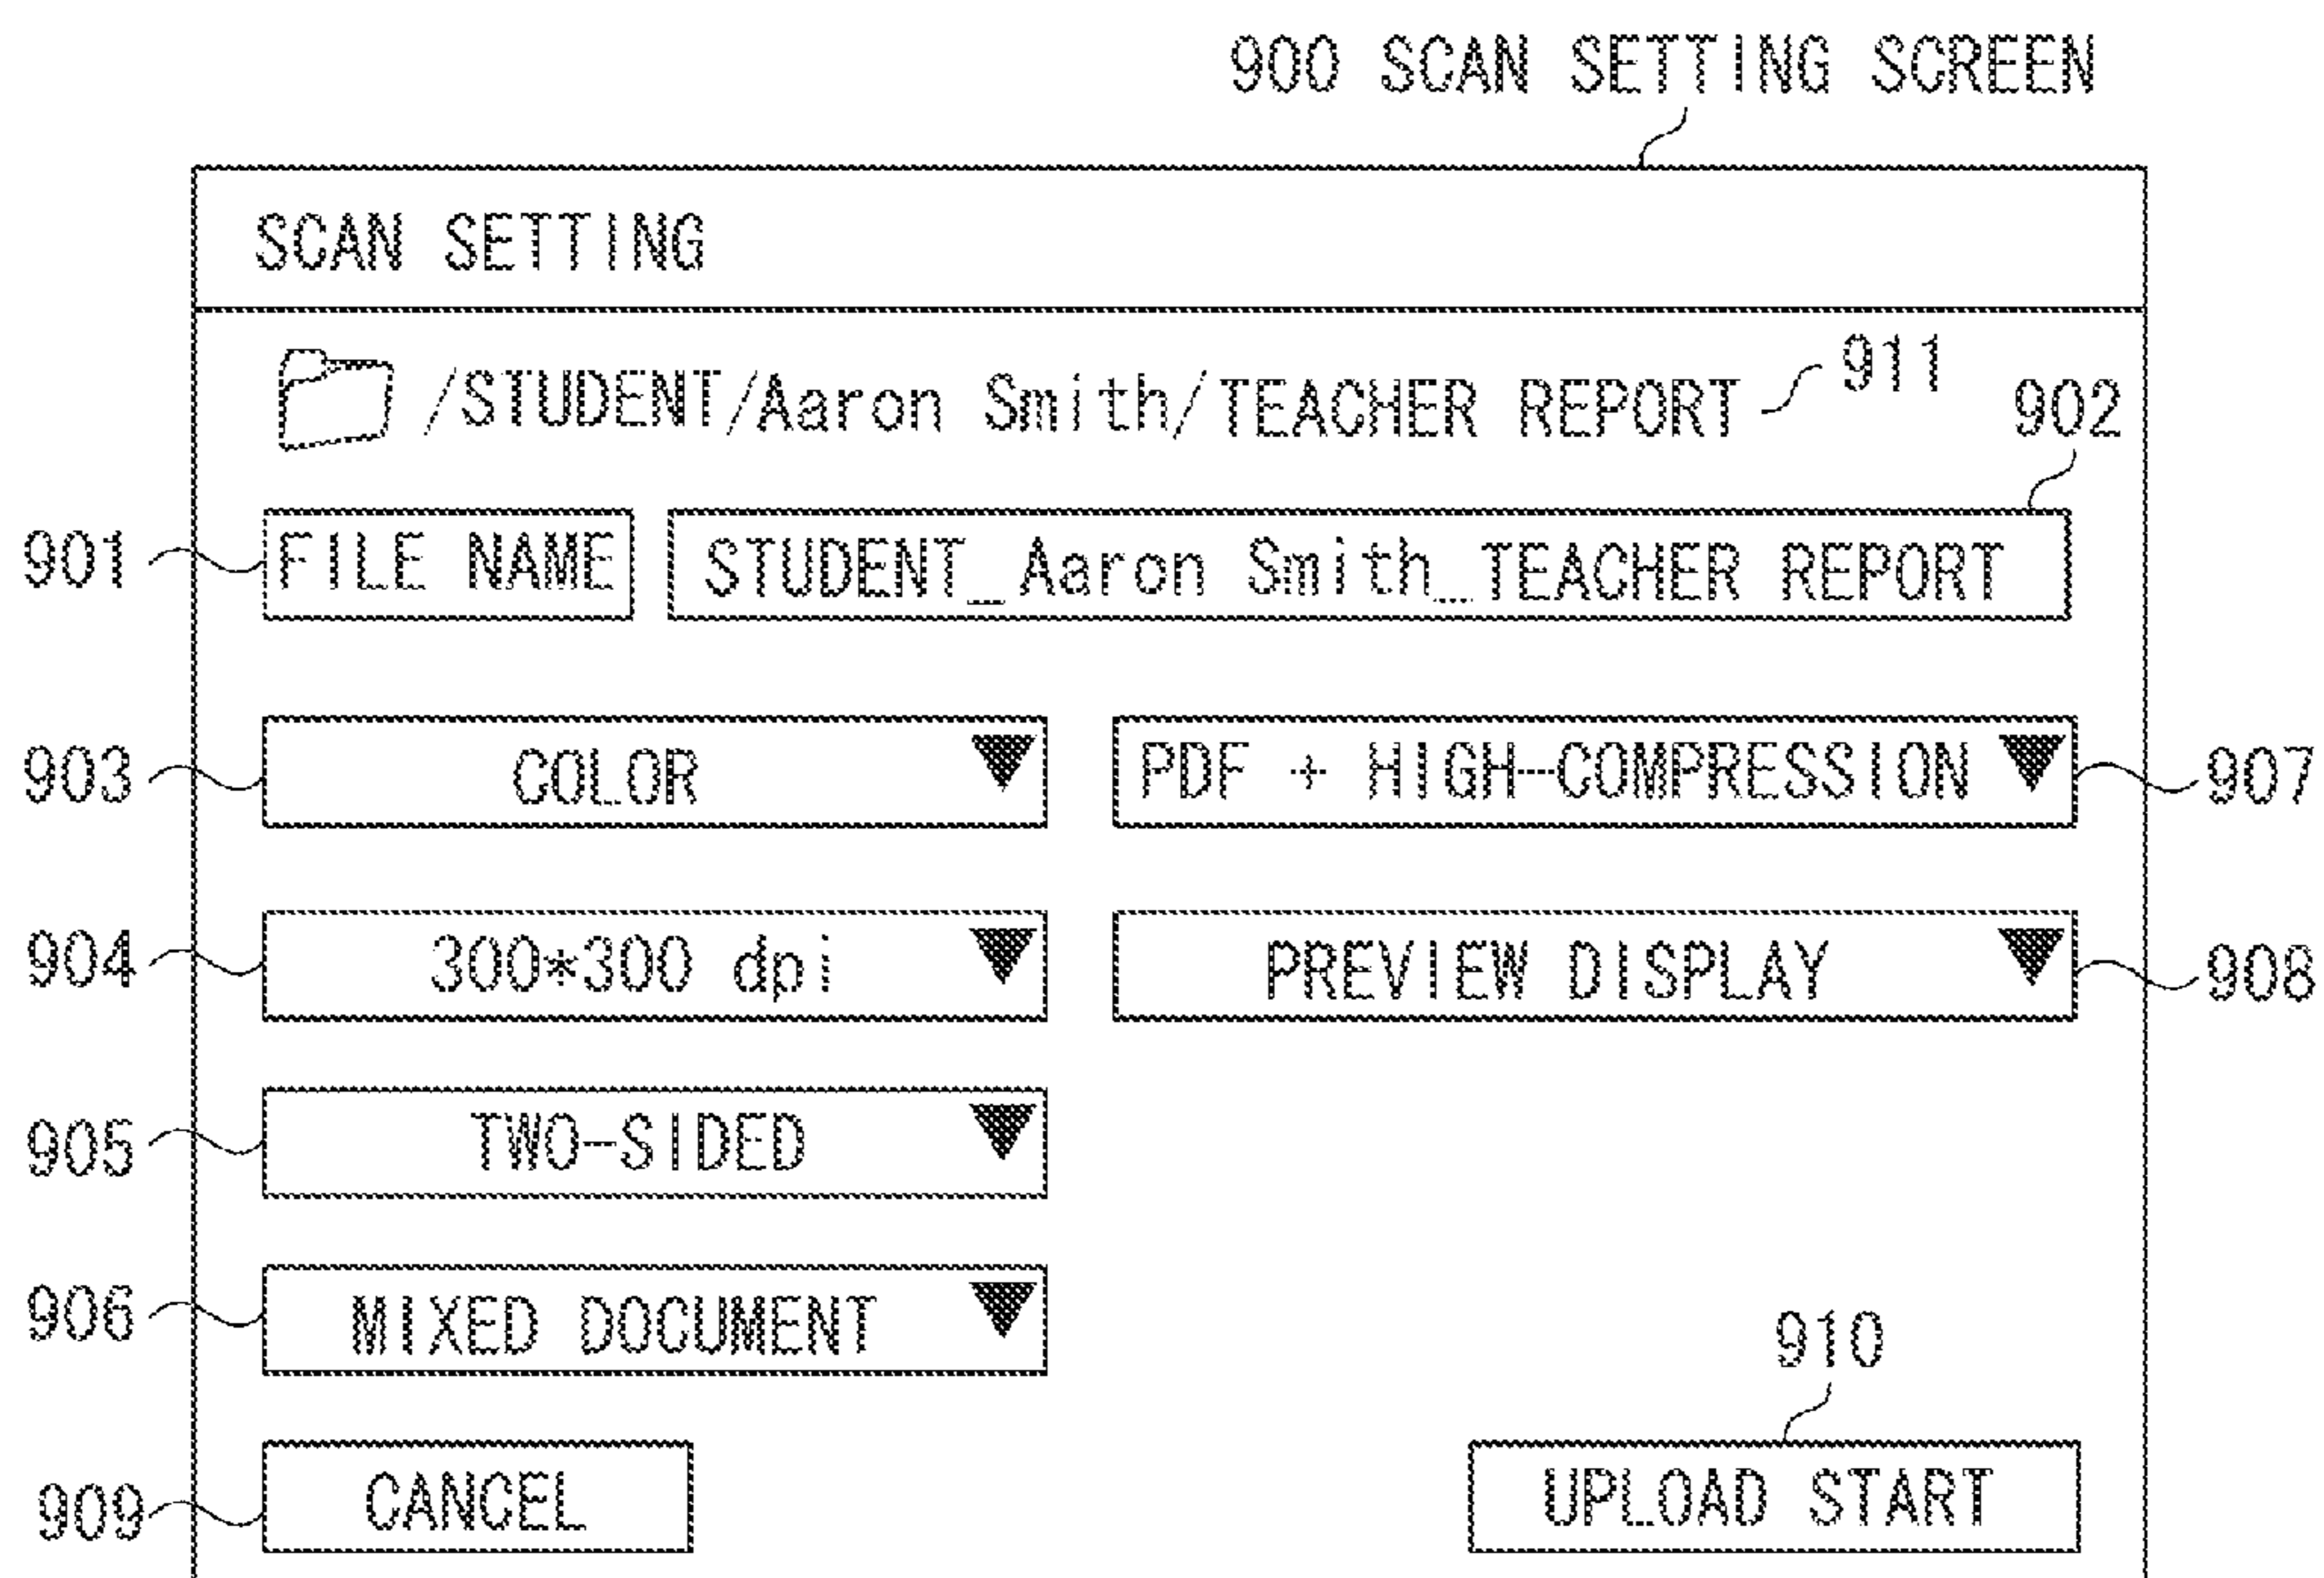 900 SCAN SETTING SCREEN
SCAN SETTING
/STUDENT/Aaron Smith/TEACHER REPORT 911
902
901 FILE NAME STUDENT_Aaron Smith_TEACHER REPORT
903 COLOR PDF + HIGH-COMPRESSION 907
904 300*300 dpi PREVIEW DISPLAY 908
905 TWO-SIDED
906 MIXED DOCUMENT
910
909 CANCEL UPLOAD START